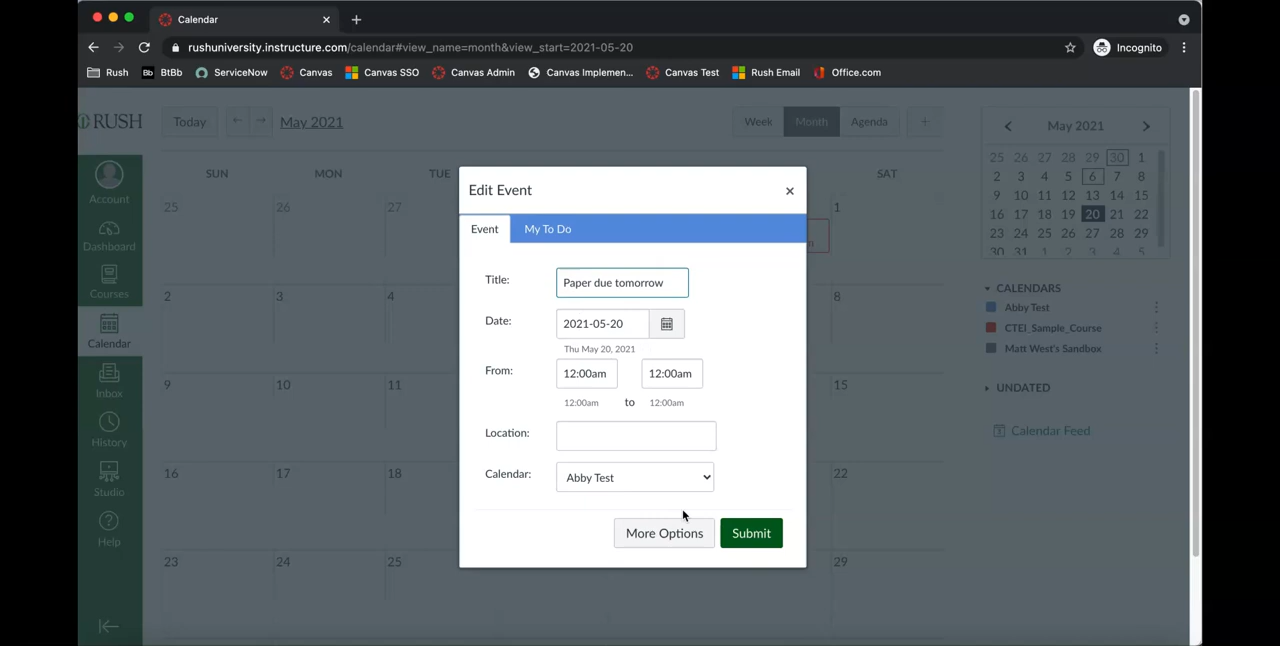 Calendar
rushuniversity.instructure.com/calendar#view_name=month&view_start=2021-05-20
Incognito
Rush
Bb BtBb
ServiceNow
Canvas
Canvas SSO
Canvas Admin
Canvas Implemen...
Canvas Test
Rush Email
Office.com
RUSH
Today
May 2021
Week Month Agenda +
SUN MON TUE SAT
25 26 27 1
2 3 4 8
9 10 11 15
16 17 18 22
23 24 25 29
Account
Dashboard
Courses
Calendar
Inbox
History
Studio
Help
Edit Event
Event
My To Do
Title: Paper due tomorrow
Date: 2021-05-20
Thu May 20, 2021
From: 12:00am 12:00am
12:00am to 12:00am
Location:
Calendar: Abby Test
More Options Submit
May 2021
25 26 27 28 29 30 1
2 3 4 5 6 7 8
9 10 11 12 13 14 15
16 17 18 19 20 21 22
23 24 25 26 27 28 29
30 31 1 2 3 4 5
CALENDARS
Abby Test
CTEI_Sample_Course
Matt West's Sandbox
UNDATED
Calendar Feed